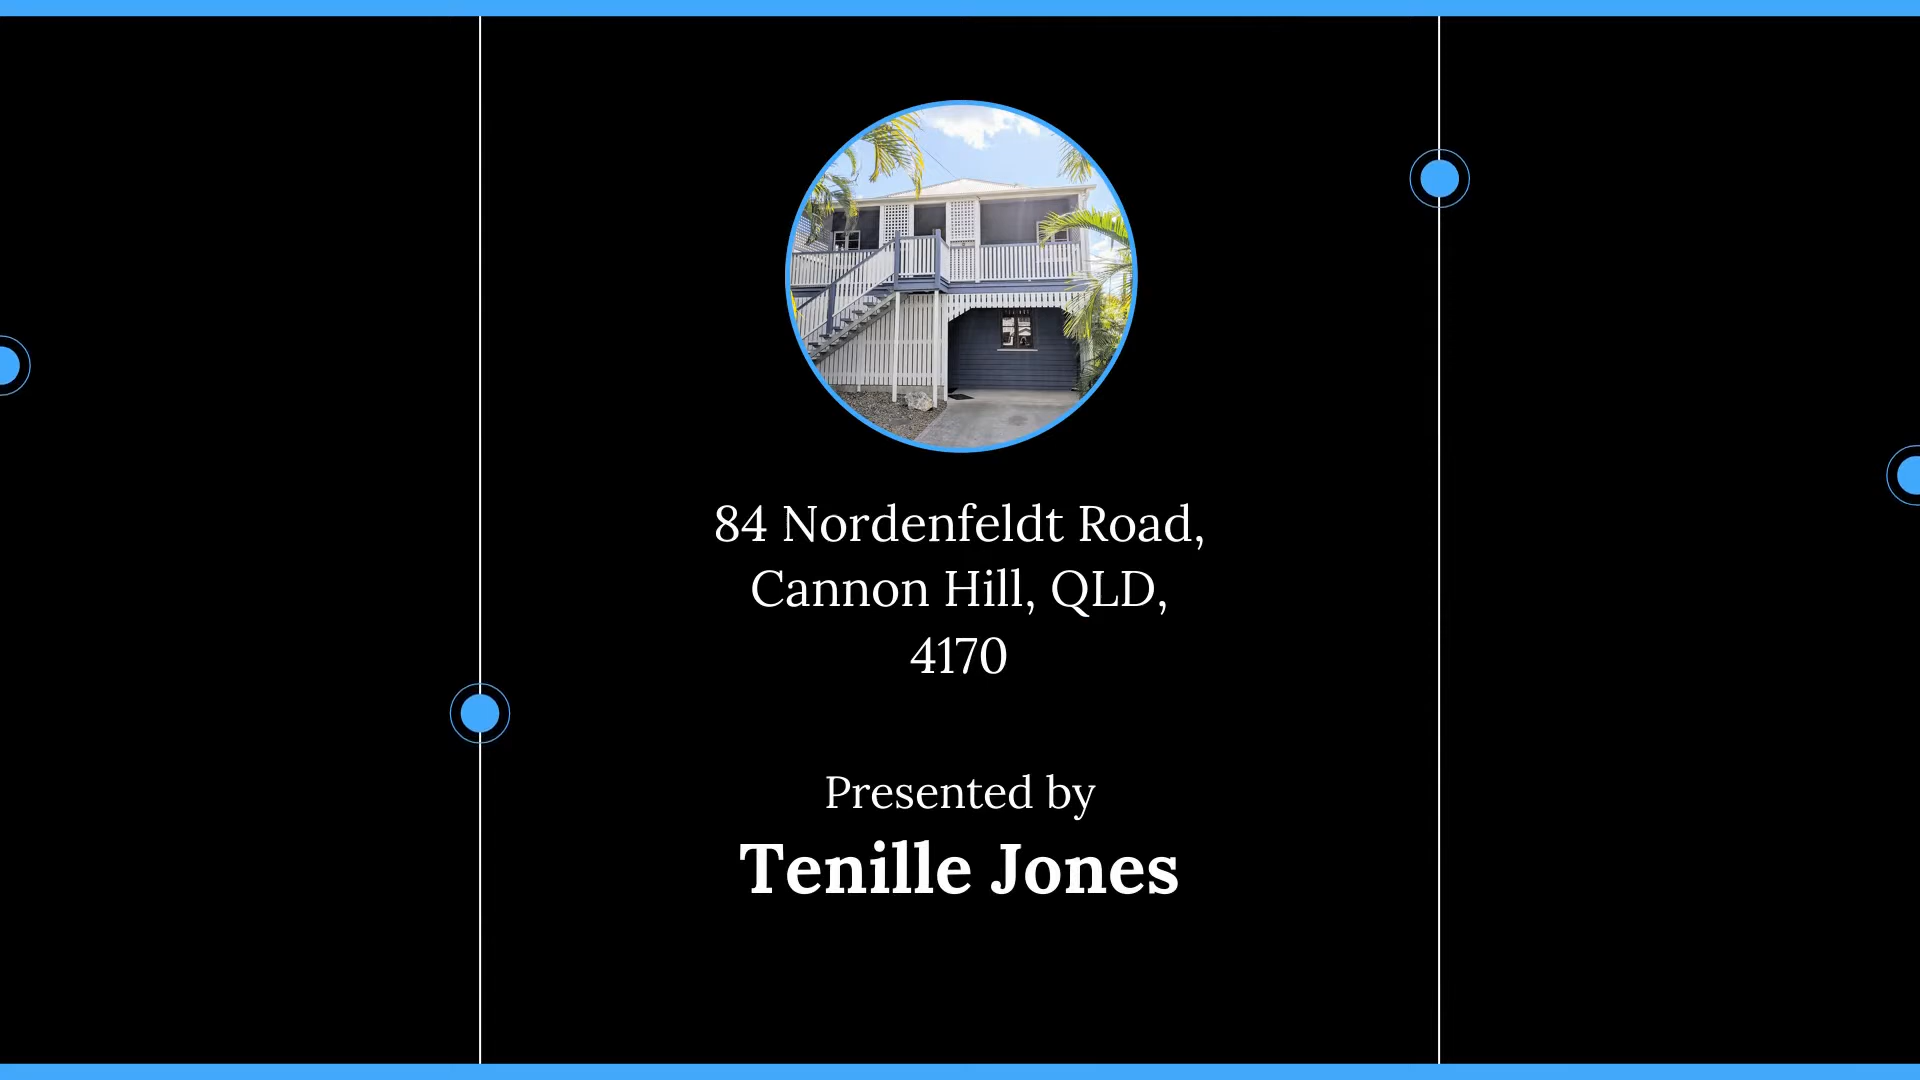 84 Nordenfeldt Road,
Cannon Hill, QLD,
4170
Presented by
Tenille Jones